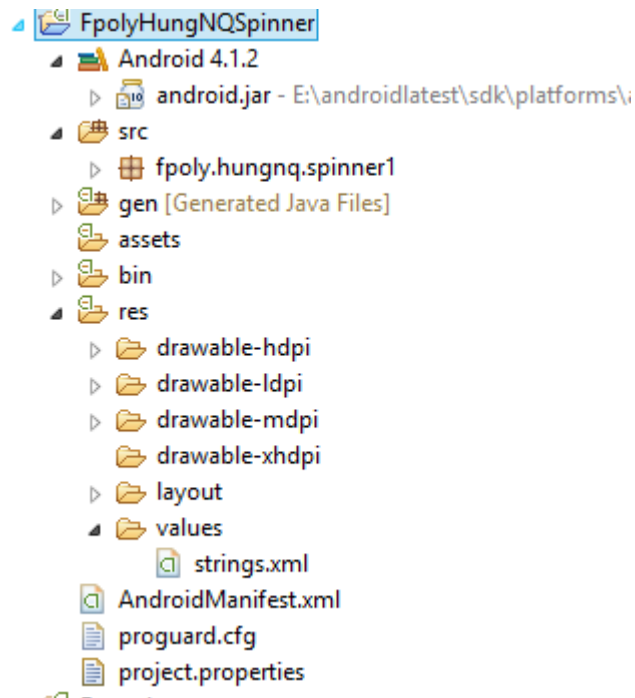 FpolyHungNQSpinner
Android 4.1.2
android.jar - E:\androidlatest\sdk\platforms\
src
fpoly.hungnq.spinner1
gen [Generated Java Files]
assets
bin
res
drawable-hdpi
drawable-ldpi
drawable-mdpi
drawable-xhdpi
layout
values
strings.xml
AndroidManifest.xml
proguard.cfg
project.properties